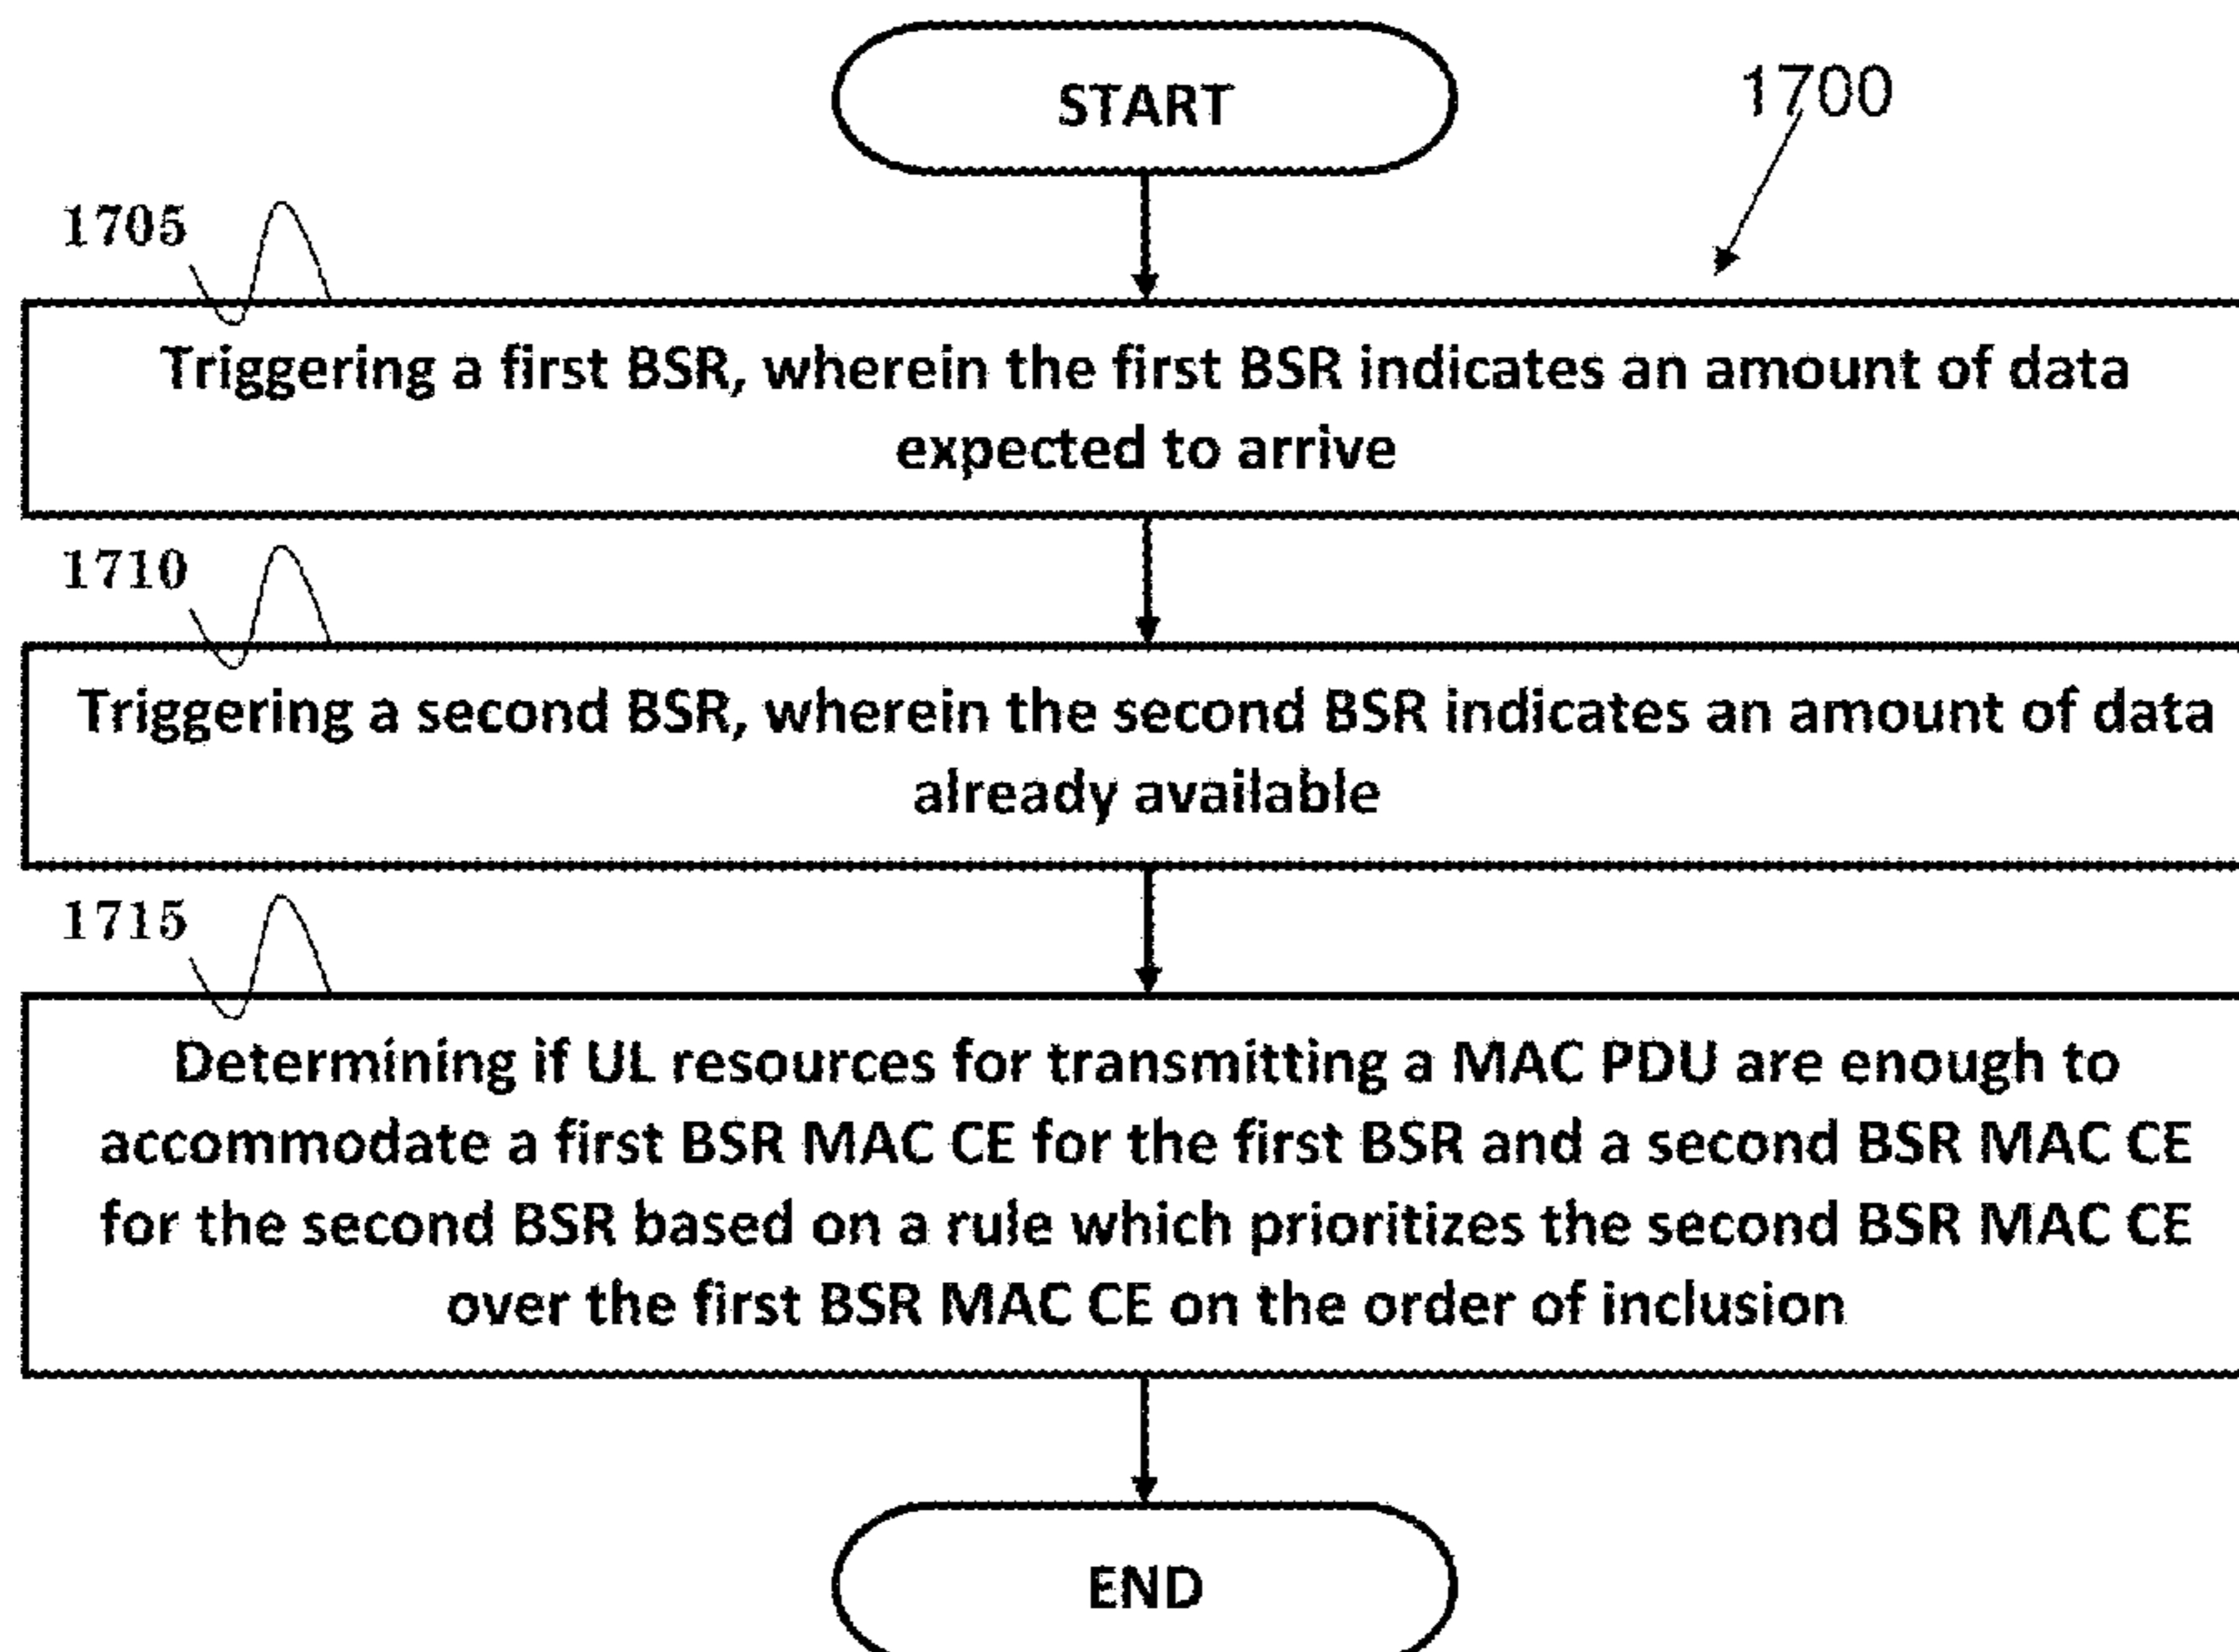 START
1700
1705
Triggering a first BSR, wherein the first BSR indicates an amount of data
expected to arrive
1710
Triggering a second BSR, wherein the second BSR indicates an amount of data
already available
1715
Determining if UL resources for transmitting a MAC PDU are enough to
accommodate a first BSR MAC CE for the first BSR and a second BSR MAC CE
for the second BSR based on a rule which prioritizes the second BSR MAC CE
over the first BSR MAC CE on the order of inclusion
END